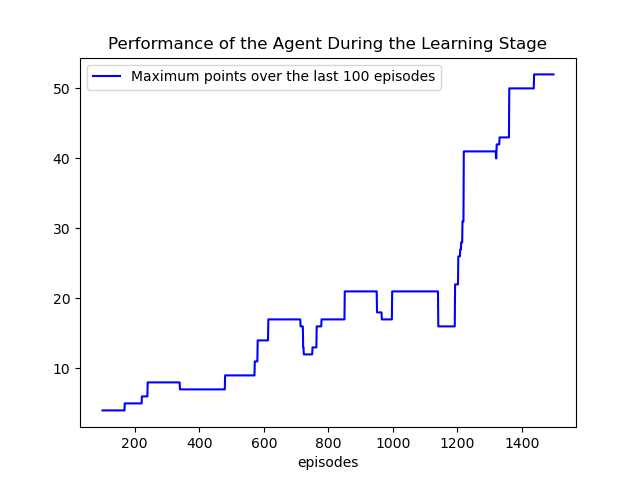 Performance of the Agent During the Learning Stage
Maximum points over the last 100 episodes
50
40
30
20
10
200 400 600 800 1000 1200 1400
episodes